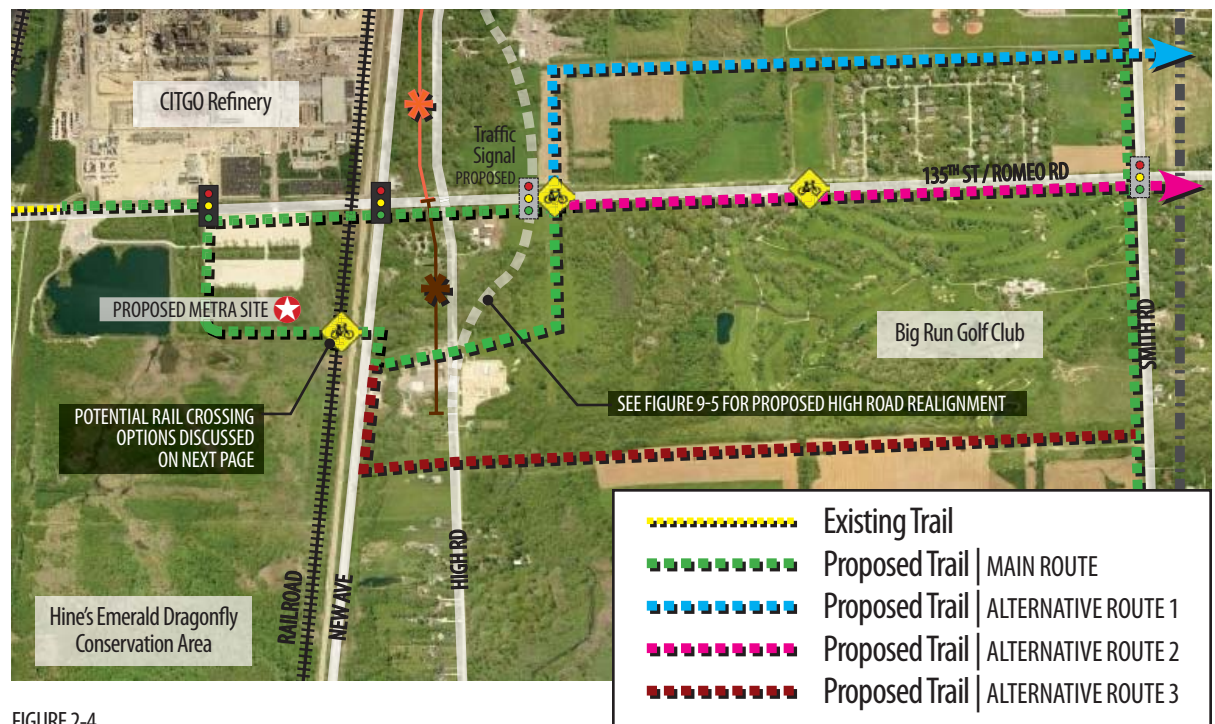 CITGO Refinery
Traffic
Signal
PROPOSED
135TH ST / ROMEO RD
PROPOSED METRA SITE
Big Run Golf Club
SMITH RD
POTENTIAL RAIL CROSSING
OPTIONS DISCUSSED
ON NEXT PAGE
SEE FIGURE 9-5 FOR PROPOSED HIGH ROAD REALIGNMENT
HIGH RD
RAILROAD
NEW AVE
Hine's Emerald Dragonfly
Conservation Area
Existing Trail
Proposed Trail | MAIN ROUTE
Proposed Trail | ALTERNATIVE ROUTE 1
Proposed Trail | ALTERNATIVE ROUTE 2
Proposed Trail | ALTERNATIVE ROUTE 3
FIGURE 2-4